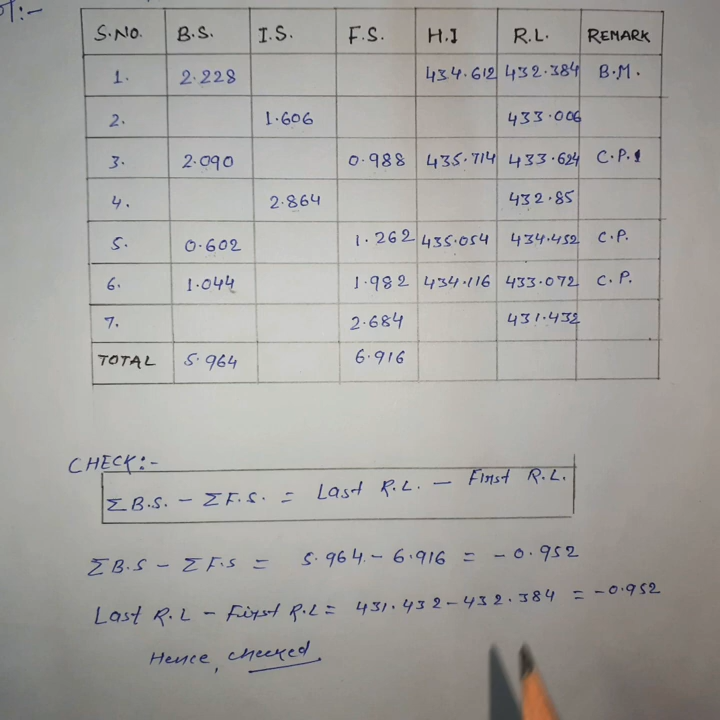 S.NO. B.S. I.S. F.S. H.I R.L. REMARK
1. 2.228 434.612 432.384 B.M.
2. 1.606 433.006
3. 2.090 0.988 435.714 433.624 C.P.1
4. 2.864 432.85
5. 0.602 1.262 435.054 434.452 C.P.
6. 1.044 1.982 434.116 433.072 C.P.
7. 2.684 431.432
TOTAL 5.964 6.916
CHECK:-
Σ B.S. - Σ F.S. = Last R.L. - First R.L.
Σ B.S - Σ F.S = 5.964 - 6.916 = - 0.952
Last R.L - First R.L = 431.432 - 432.384 = - 0.952
Hence, checked